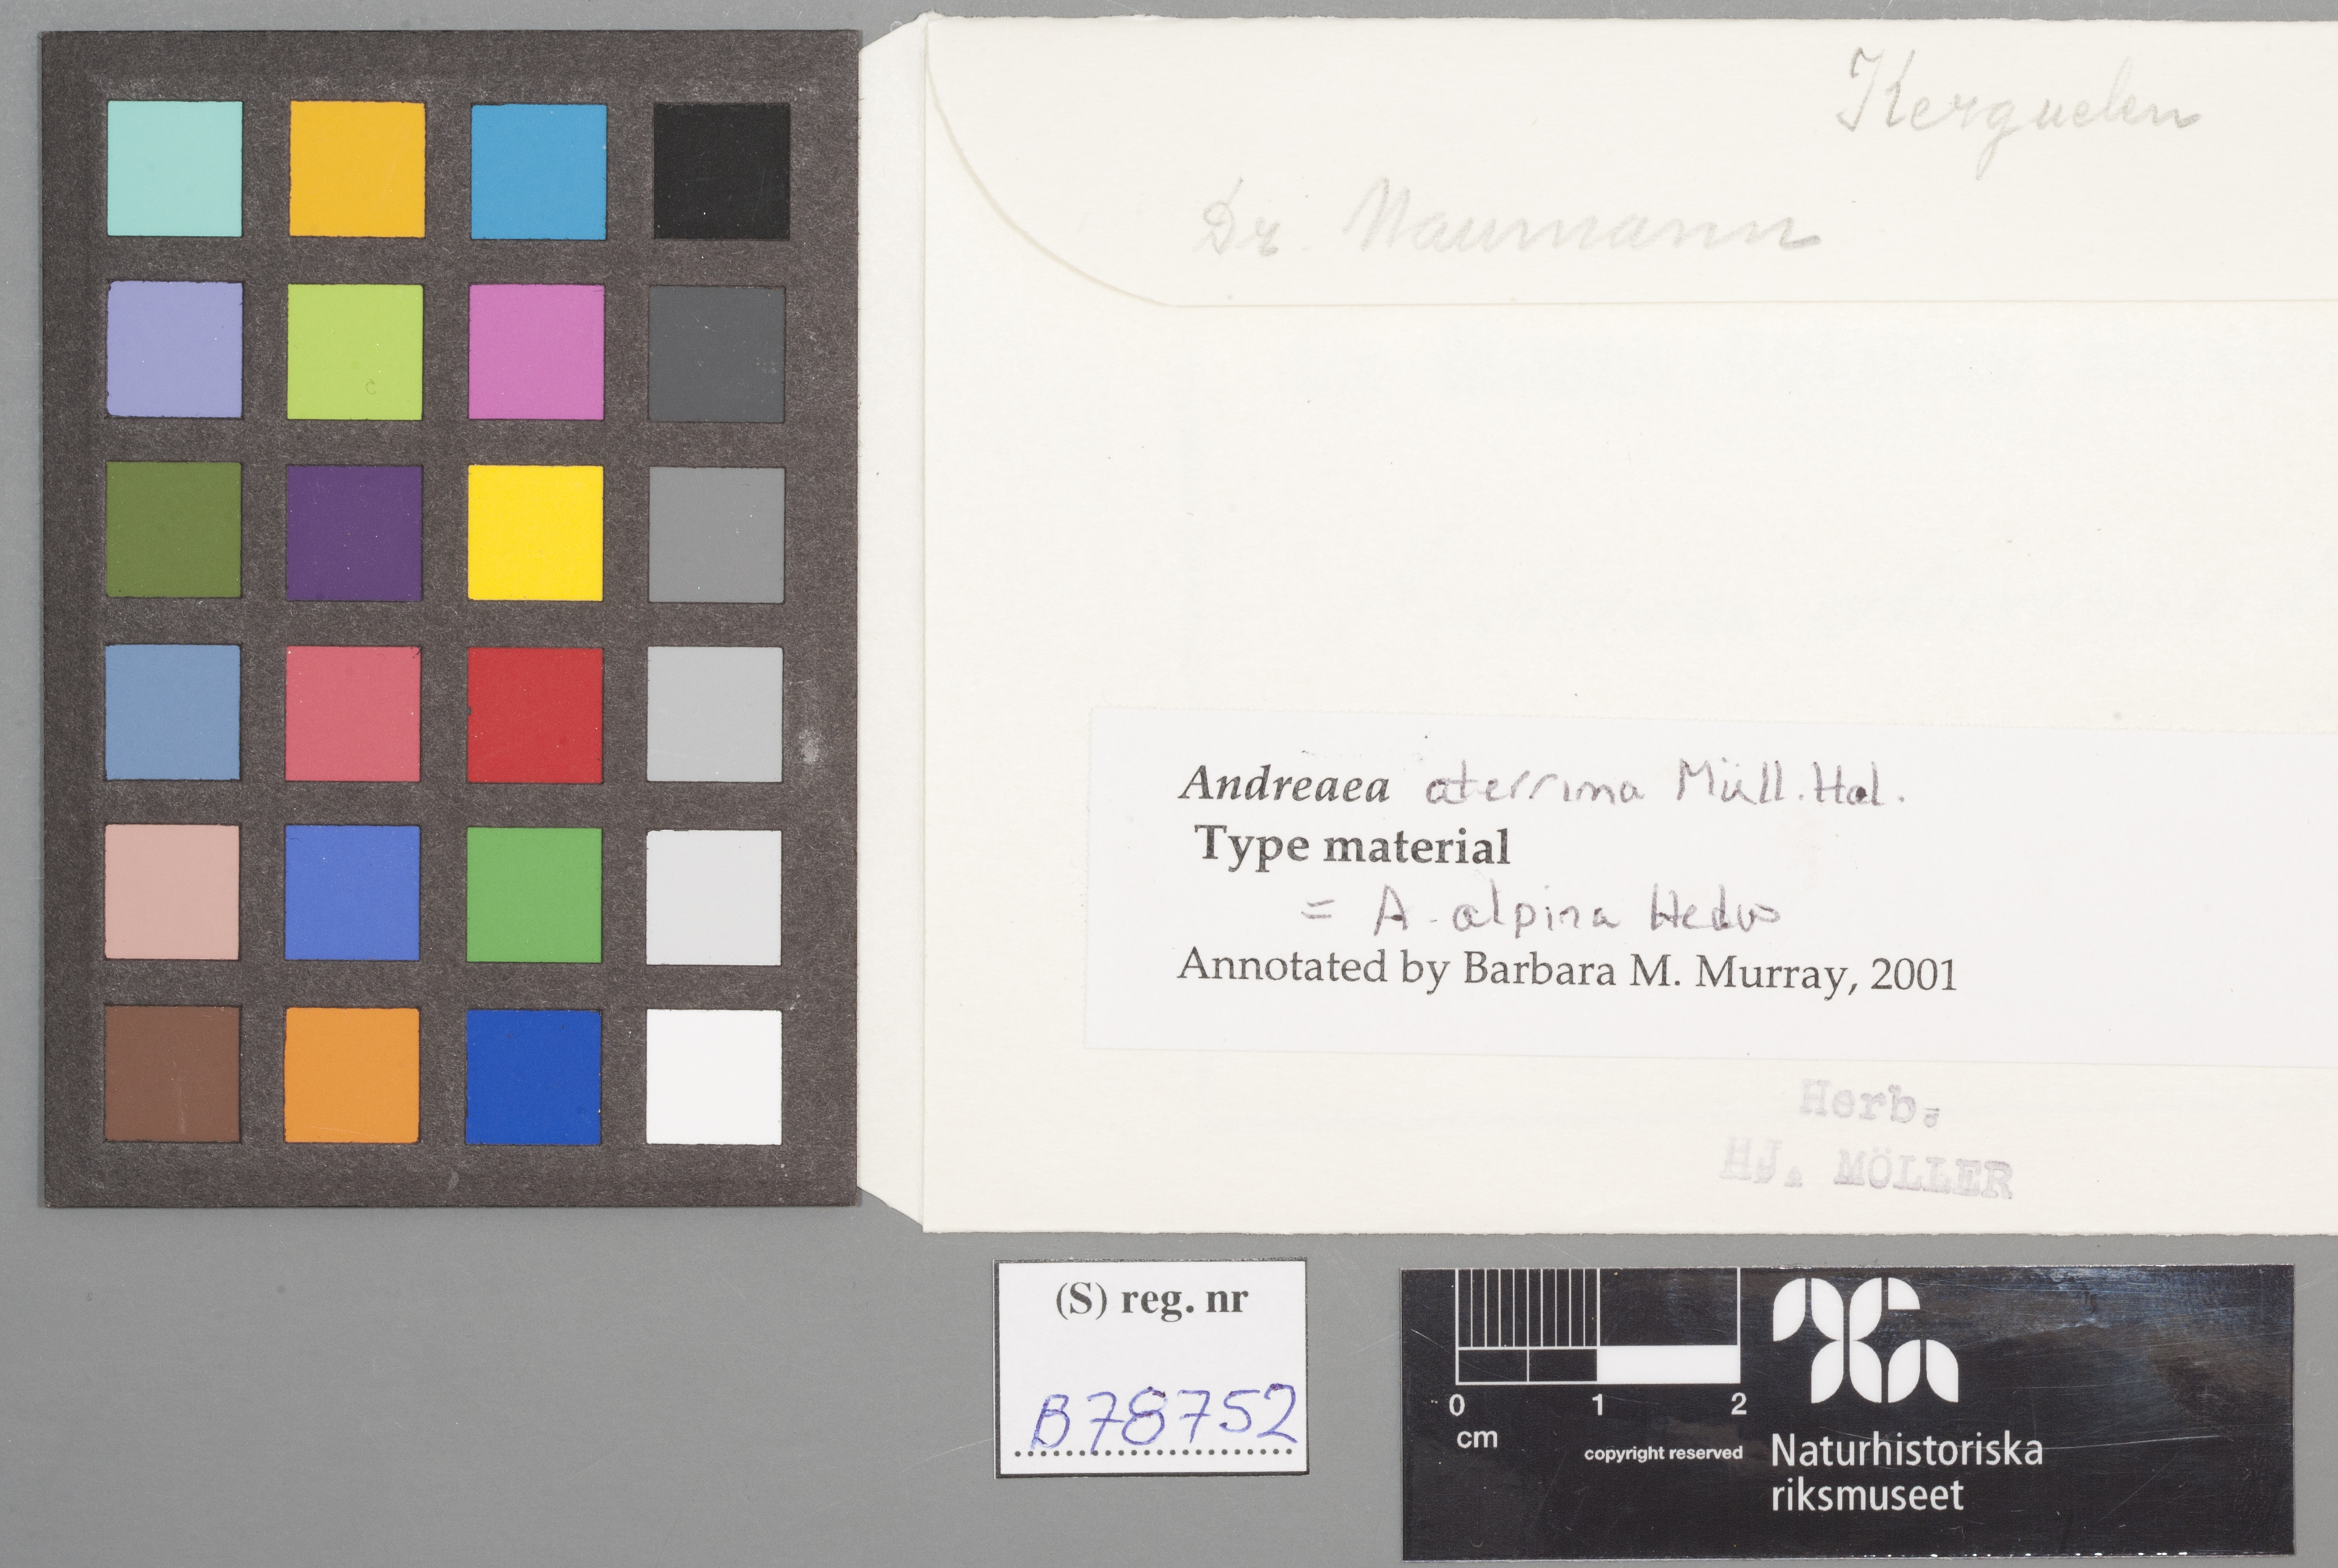 Kerguelen
Dr. Naumann
Andreaea aterrima Müll. Hal.
Type material
= A. alpina Hedw
Annotated by Barbara M. Murray, 2001
Herb.
HJ. MÖLLER
(S) reg. nr
B78752
0 1 2
cm
copyright reserved
Naturhistoriska
riksmuseet